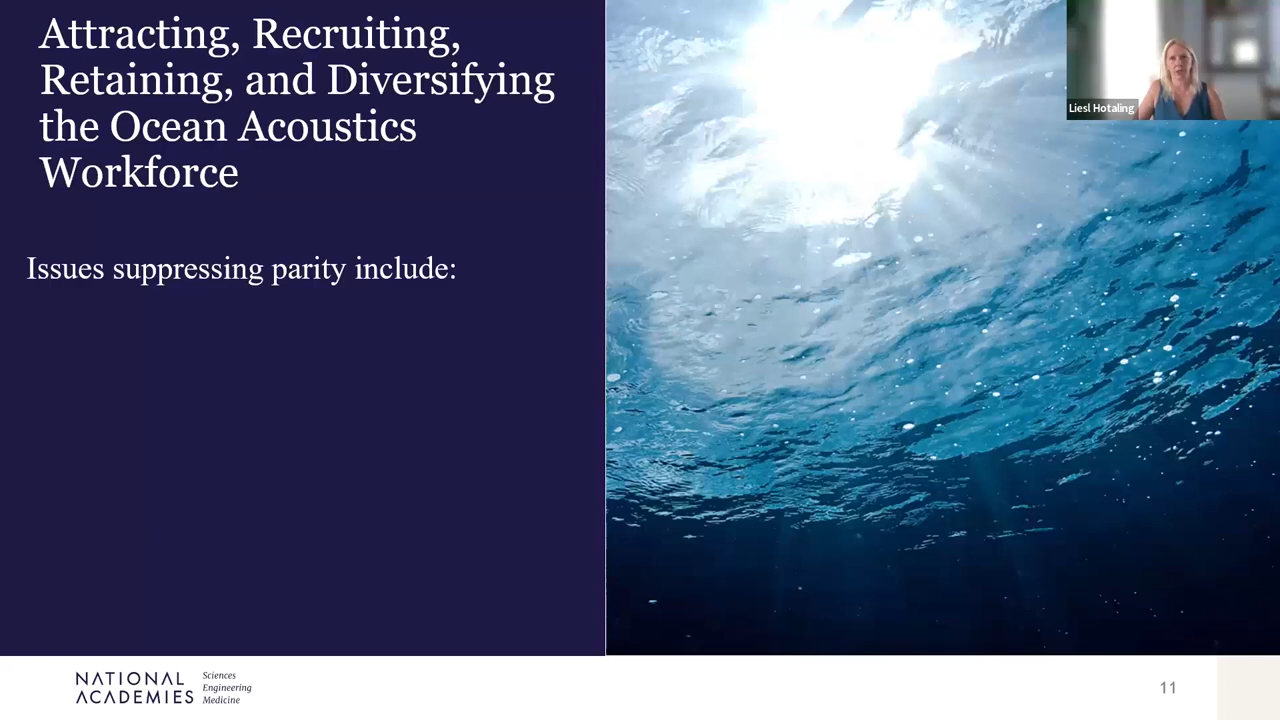 Attracting, Recruiting,
Retaining, and Diversifying
the Ocean Acoustics
Workforce
Liesl Hotaling
Issues suppressing parity include:
NATIONAL
ACADEMIES
Sciences
Engineering
Medicine
11